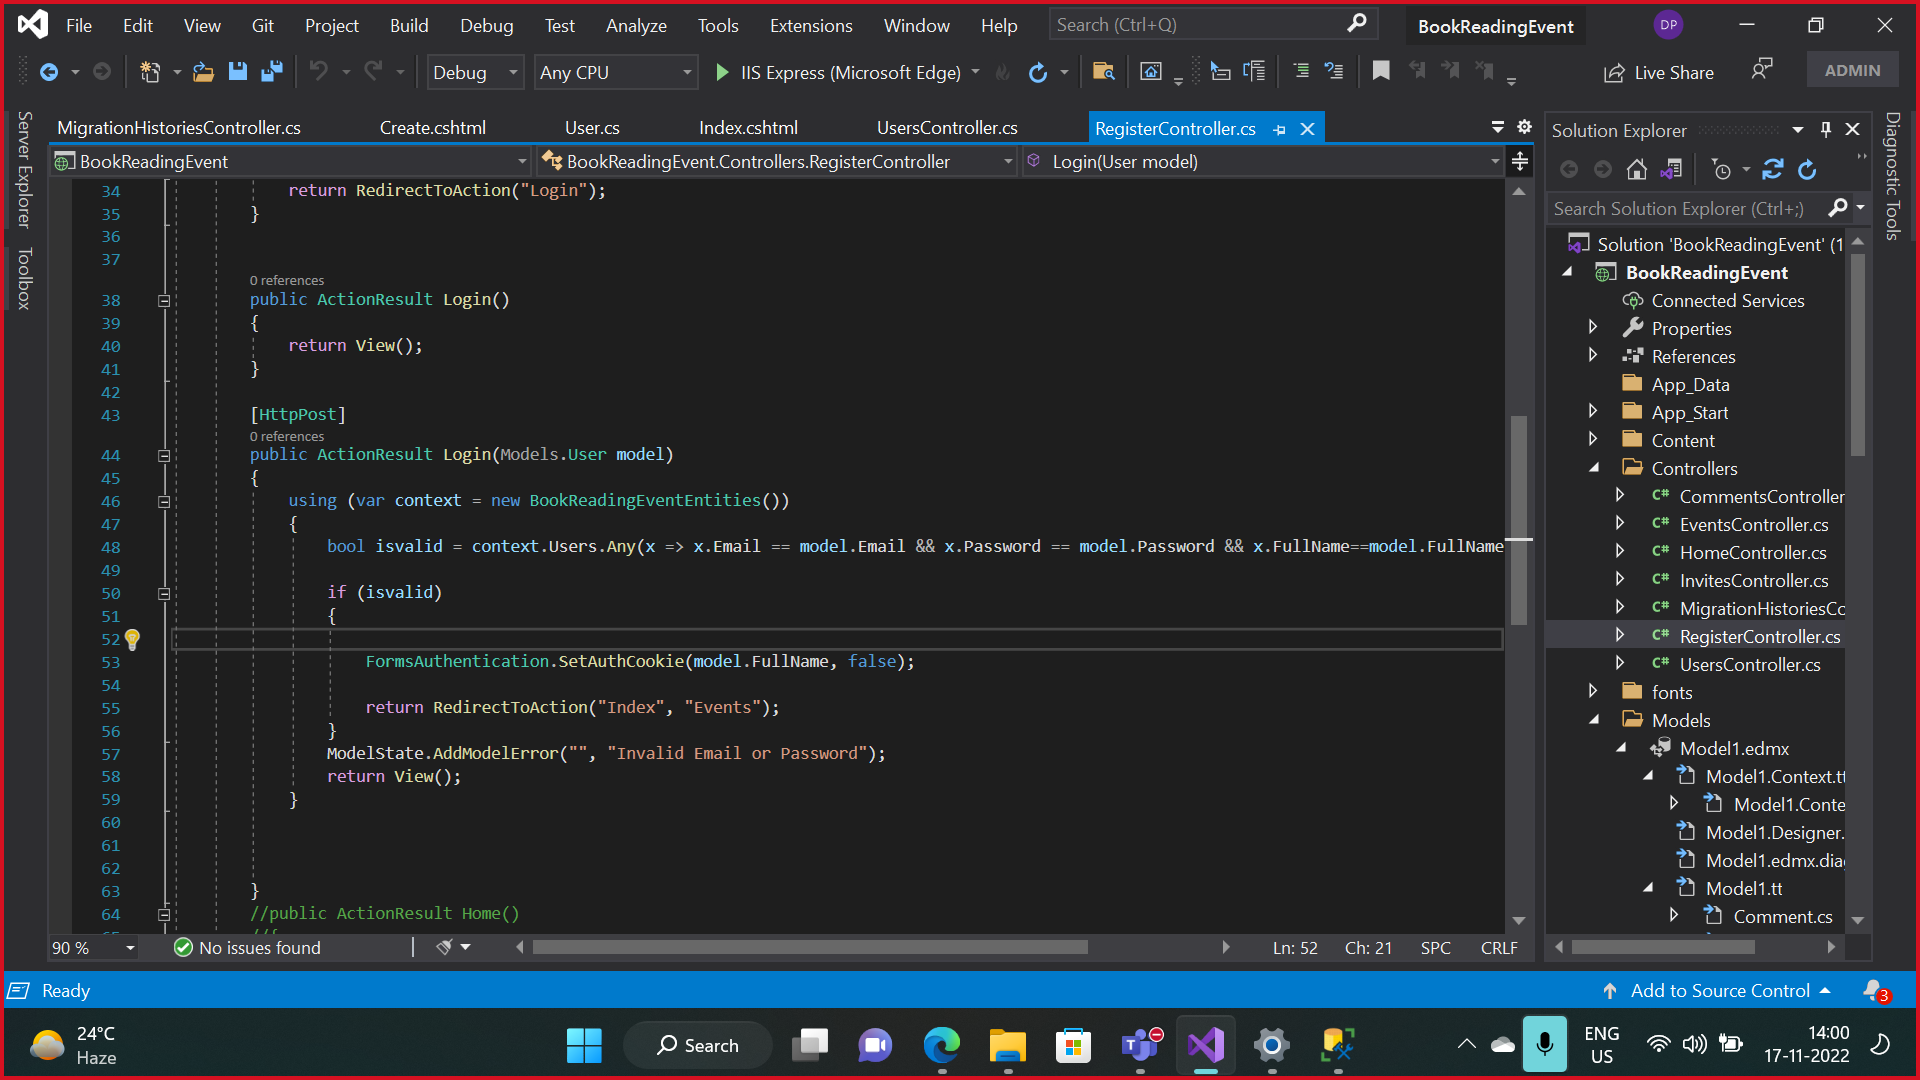 File Edit View Git Project Build Debug Test Analyze Tools Extensions Window Help Search (Ctrl+Q) BookReadingEvent DP
Debug Any CPU IIS Express (Microsoft Edge) Live Share ADMIN
Server Explorer
Toolbox
MigrationHistoriesController.cs Create.cshtml User.cs Index.cshtml UsersController.cs RegisterController.cs
BookReadingEvent BookReadingEvent.Controllers.RegisterController Login(User model)
34 return RedirectToAction("Login");
35 }
36
37
0 references
38 public ActionResult Login()
39 {
40 return View();
41 }
42
43 [HttpPost]
0 references
44 public ActionResult Login(Models.User model)
45 {
46 using (var context = new BookReadingEventEntities())
47 {
48 bool isvalid = context.Users.Any(x => x.Email == model.Email && x.Password == model.Password && x.FullName==model.FullName
49
50 if (isvalid)
51 {
52
53 FormsAuthentication.SetAuthCookie(model.FullName, false);
54
55 return RedirectToAction("Index", "Events");
56 }
57 ModelState.AddModelError("", "Invalid Email or Password");
58 return View();
59 }
60
61
62
63 }
64 //public ActionResult Home()
90 % No issues found Ln: 52 Ch: 21 SPC CRLF
Solution Explorer
Search Solution Explorer (Ctrl+;)
Solution 'BookReadingEvent' (1
BookReadingEvent
Connected Services
Properties
References
App_Data
App_Start
Content
Controllers
C# CommentsController
C# EventsController.cs
C# HomeController.cs
C# InvitesController.cs
C# MigrationHistoriesCo
C# RegisterController.cs
C# UsersController.cs
fonts
Models
Model1.edmx
Model1.Context.tt
Model1.Conte
Model1.Designer.
Model1.edmx.dia
Model1.tt
Comment.cs
Diagnostic Tools
Ready Add to Source Control 3
24°C
Haze
Search
ENG
US
14:00
17-11-2022